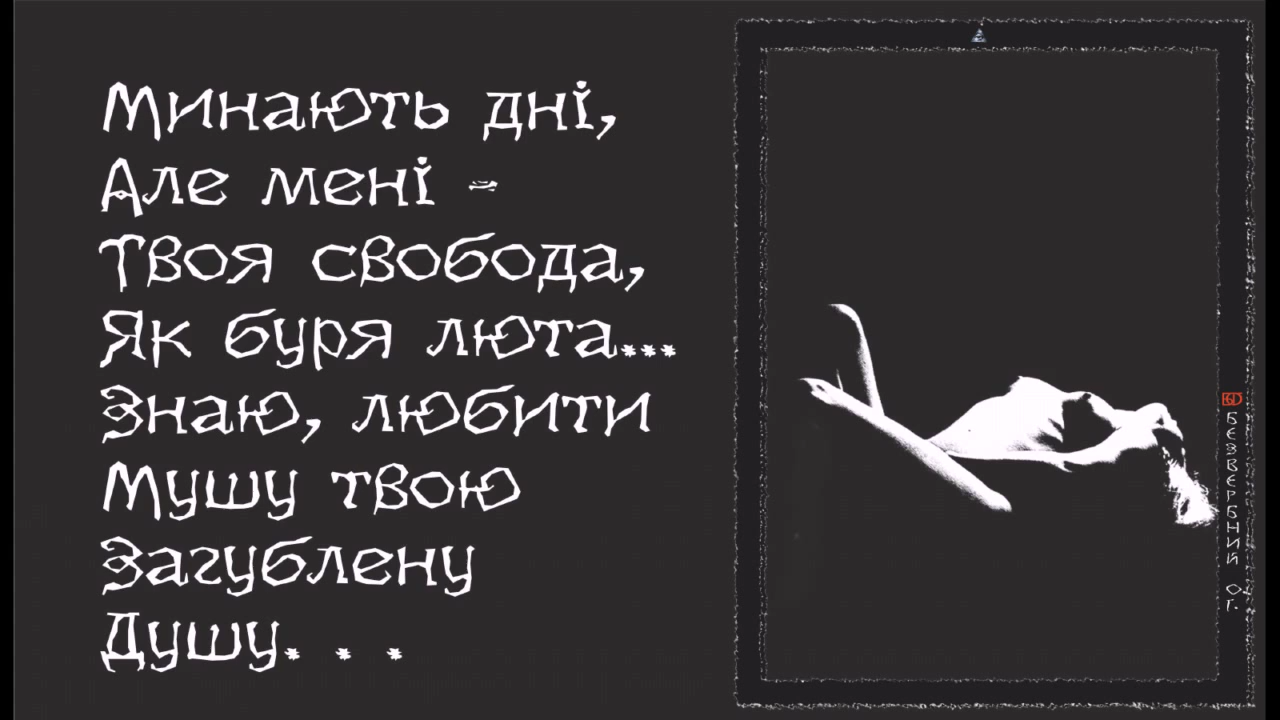 Минають дні,
Але мені -
Твоя свобода,
Як буря люта...
Знаю, любити
Мушу твою
Загублену
Душу. . .
БЕЗВЕРБНИЙ О.Г.